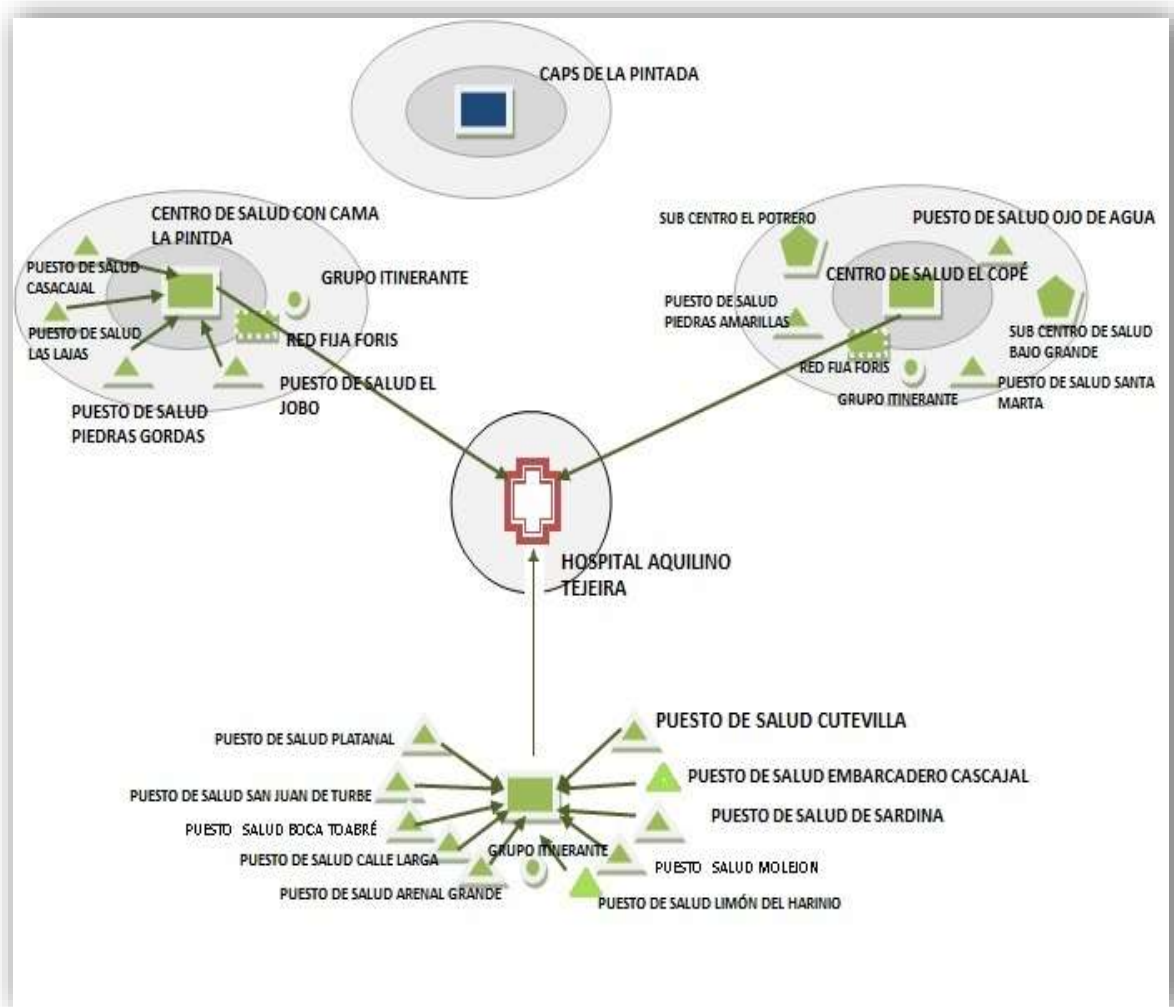 CAPS DE LA PINTADA
CENTRO DE SALUD CON CAMA
LA PINTDA
PUESTO DE SALUD
CASACAJAL
GRUPO ITINERANTE
PUESTO DE SALUD
LAS LAJAS
RED FIJA FORIS
PUESTO DE SALUD EL
JOBO
PUESTO DE SALUD
PIEDRAS GORDAS
SUB CENTRO EL POTRERO
PUESTO DE SALUD OJO DE AGUA
CENTRO DE SALUD EL COPÉ
PUESTO DE SALUD
PIEDRAS AMARILLAS
SUB CENTRO DE SALUD
BAJO GRANDE
RED FIJA FORIS
GRUPO ITINERANTE
PUESTO DE SALUD SANTA
MARTA
HOSPITAL AQUILINO
TEJEIRA
PUESTO DE SALUD PLATANAL
PUESTO DE SALUD CUTEVILLA
PUESTO DE SALUD SAN JUAN DE TURBE
PUESTO DE SALUD EMBARCADERO CASCAJAL
PUESTO SALUD BOCA TOABRÉ
PUESTO DE SALUD DE SARDINA
PUESTO DE SALUD CALLE LARGA
GRUPO ITINERANTE
PUESTO SALUD MOLEJON
PUESTO DE SALUD ARENAL GRANDE
PUESTO DE SALUD LIMÓN DEL HARINIO